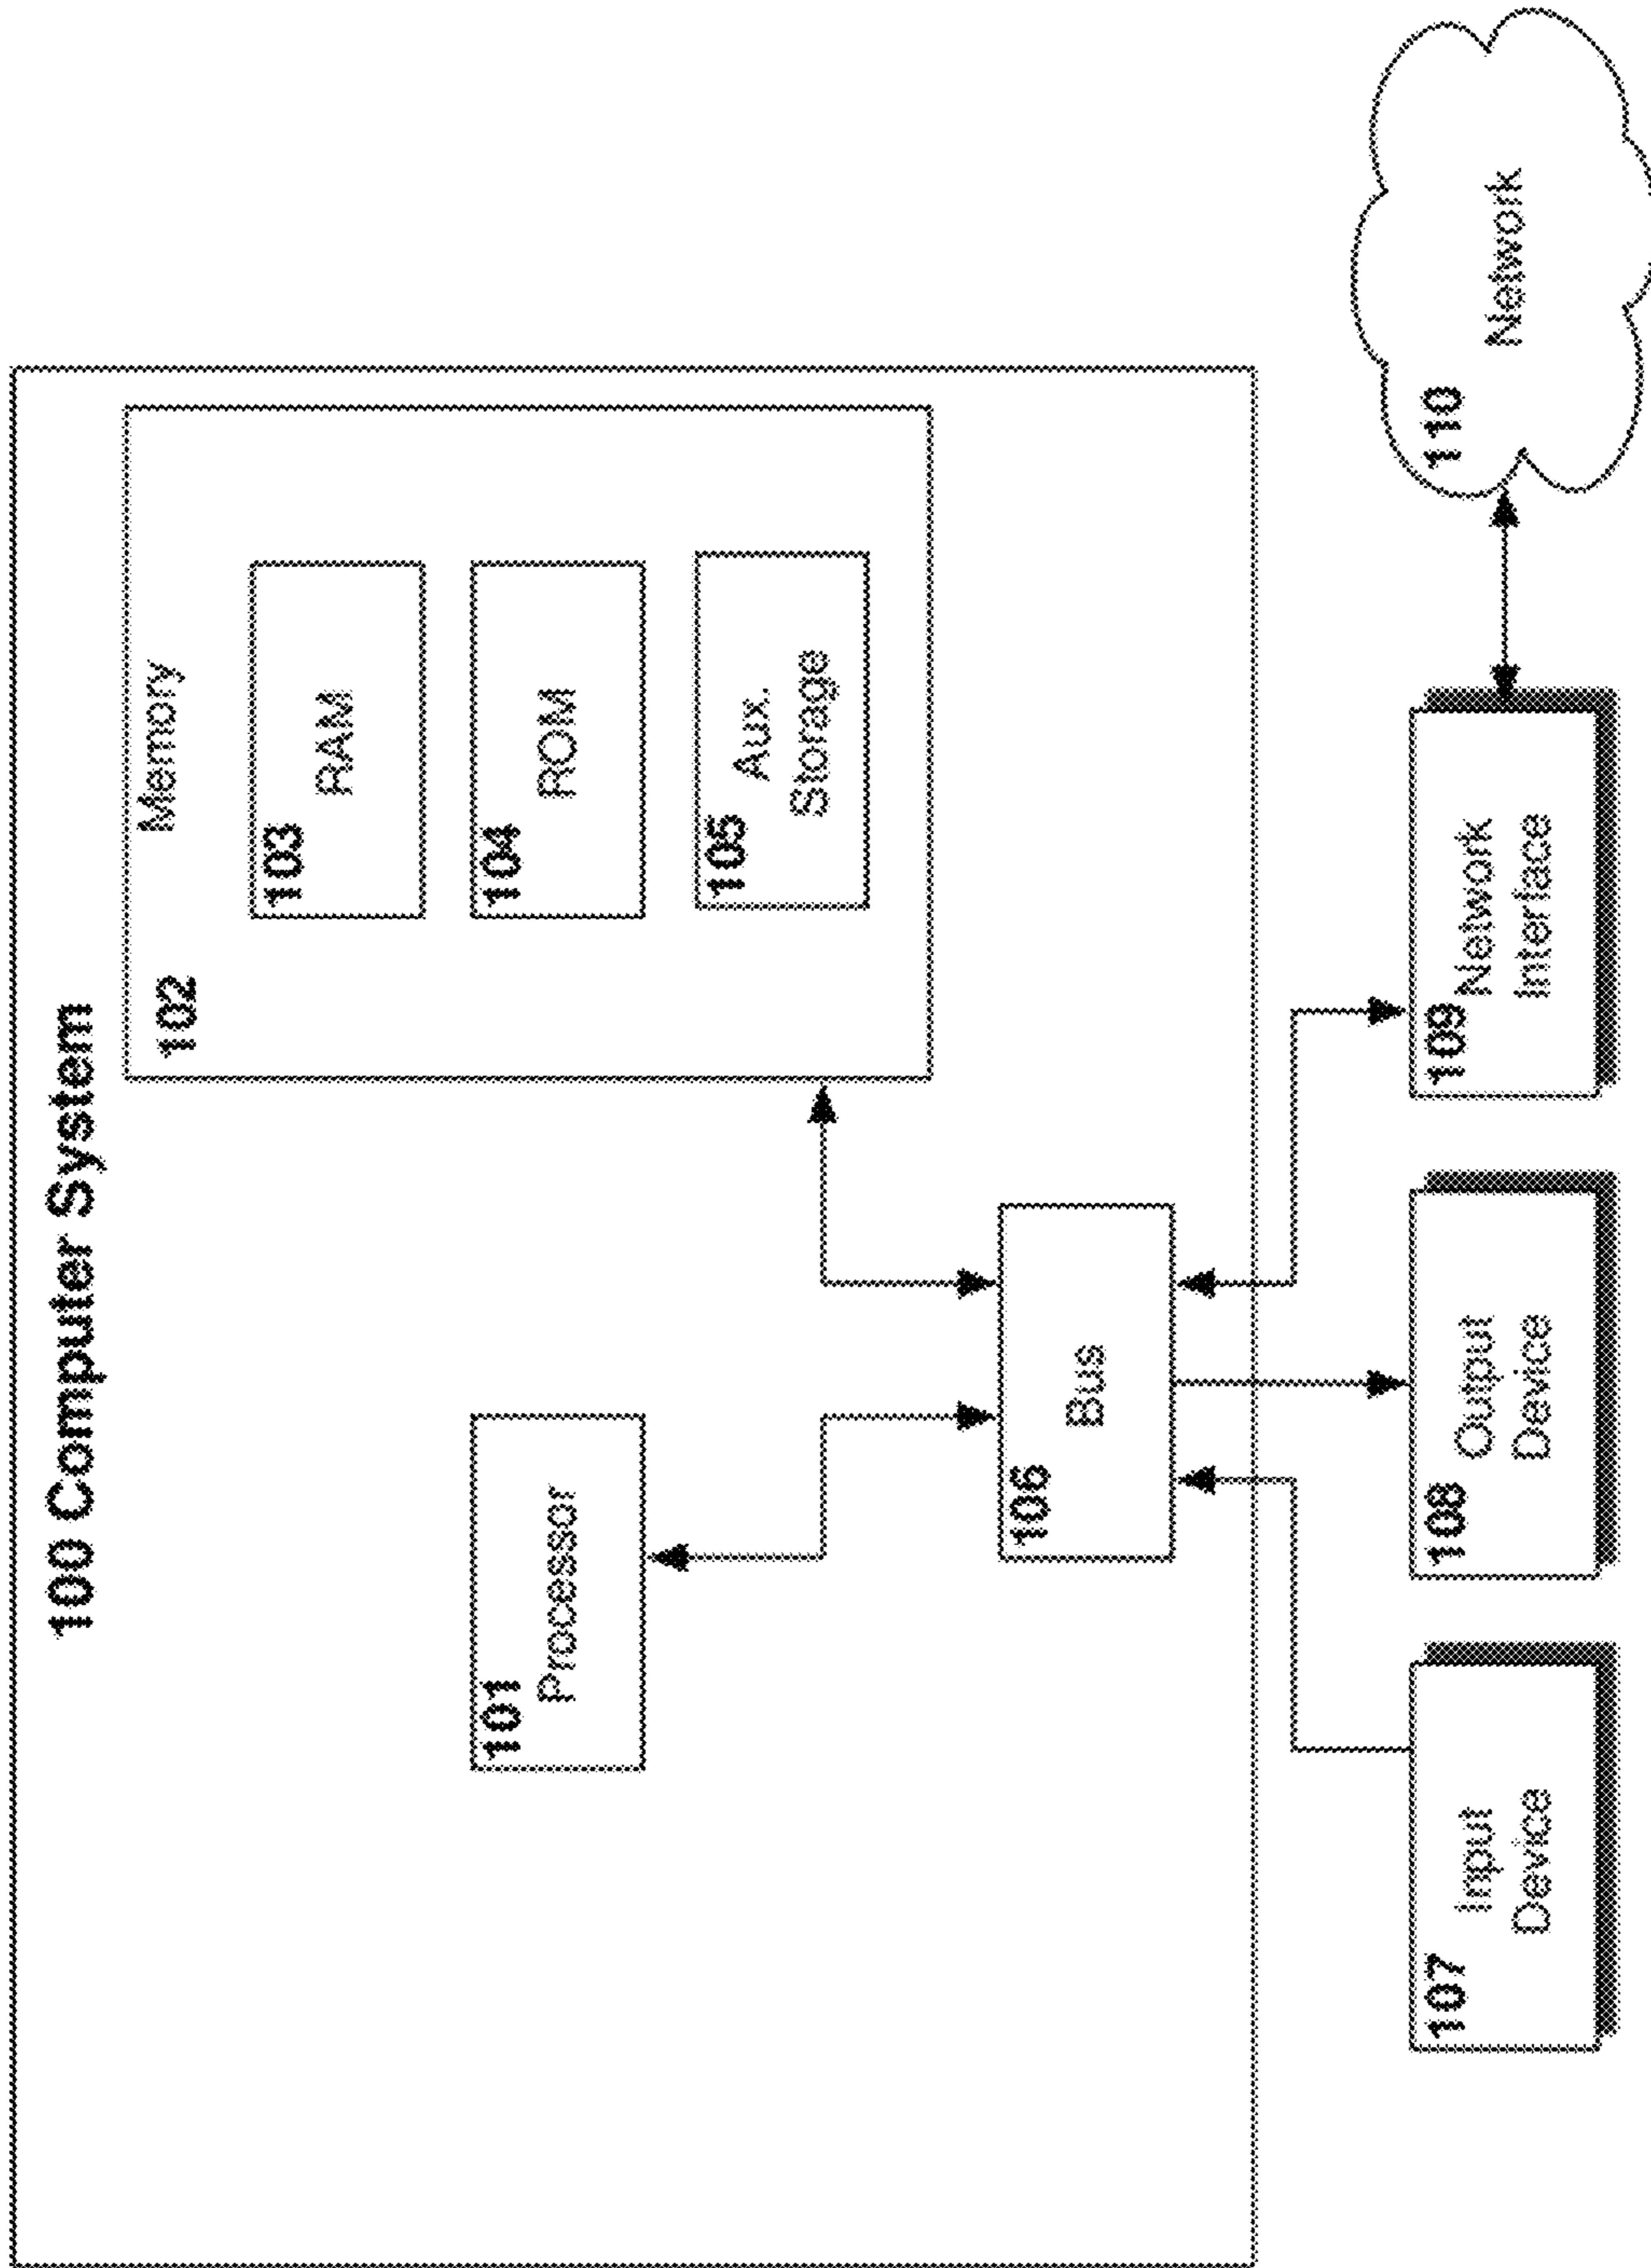 100 Computer System
102
Memory
103
RAM
101
Processor
104
ROM
105
Aux.
Storage
106
Bus
107
Input
Device
108
Output
Device
109
Network
Interface
110
Network